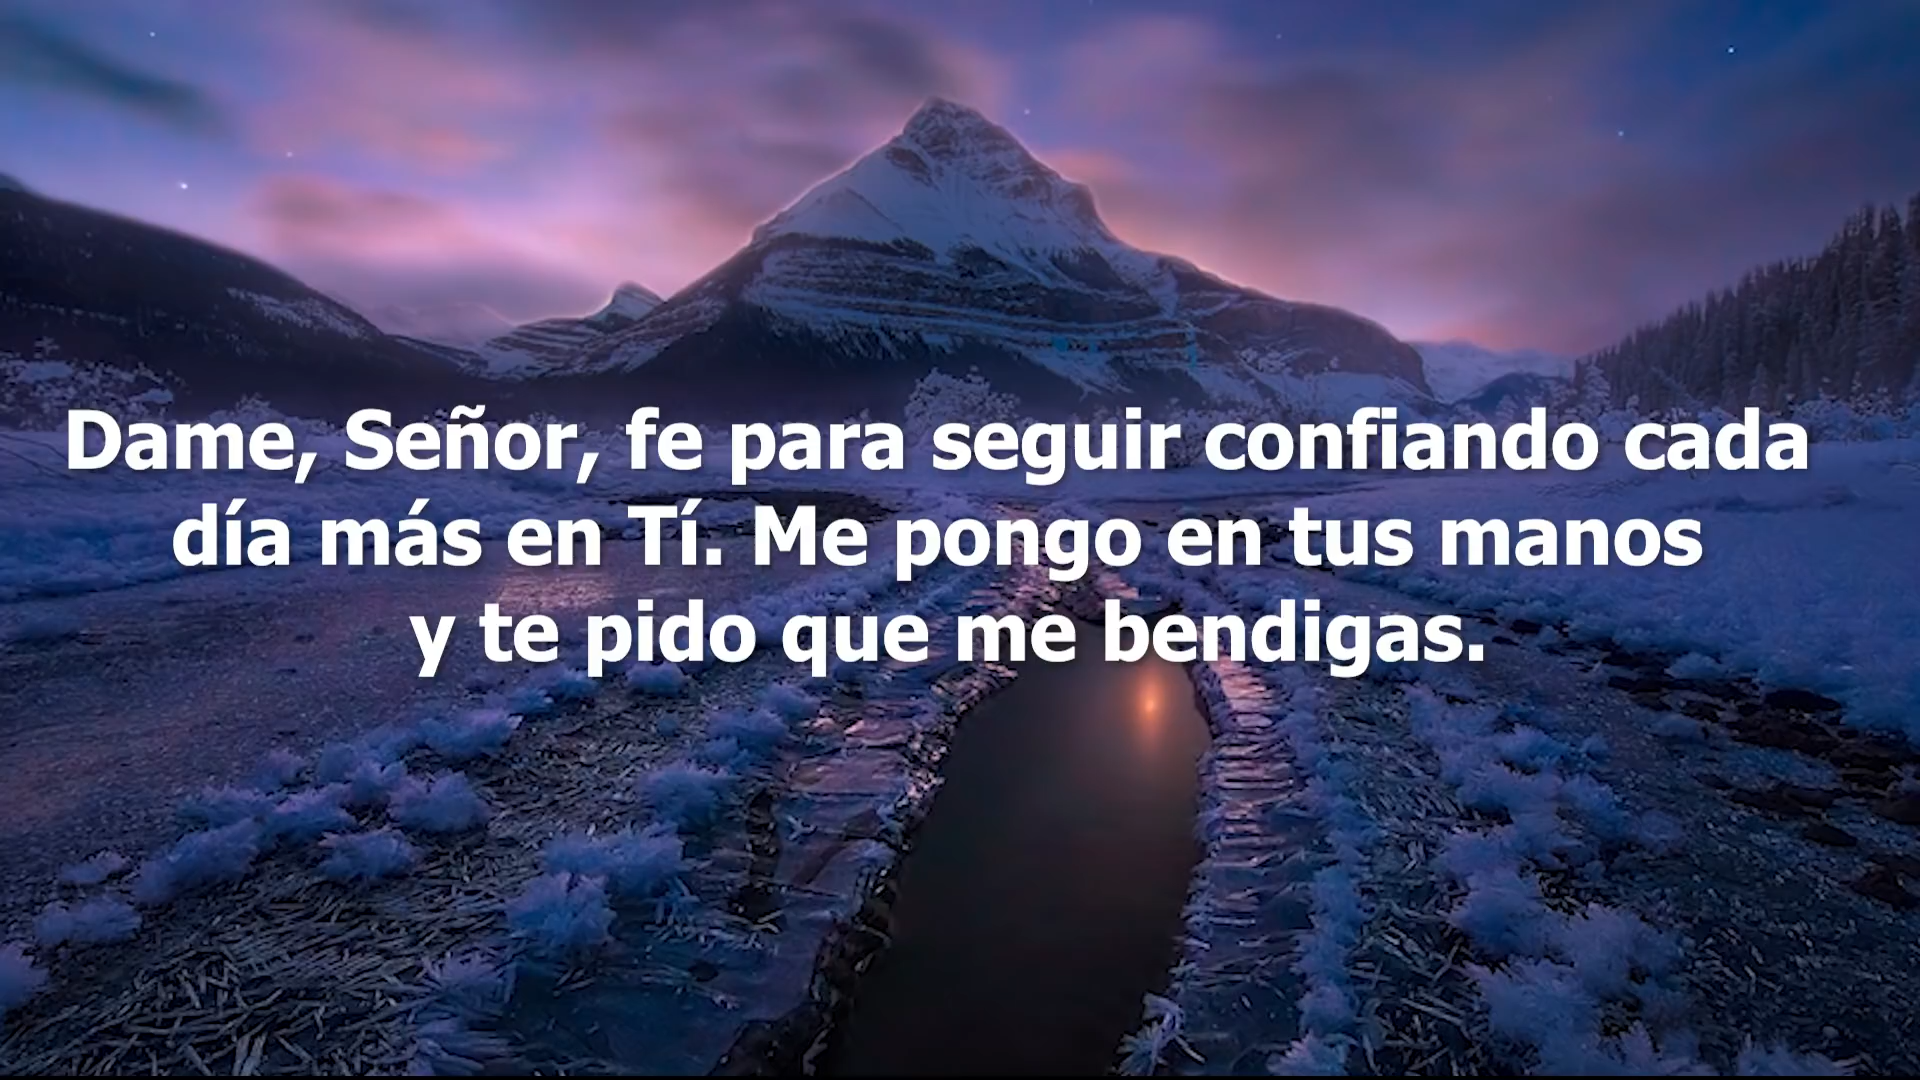 Dame, Señor, fe para seguir confiando cada
día más en Tí. Me pongo en tus manos
y te pido que me bendigas.